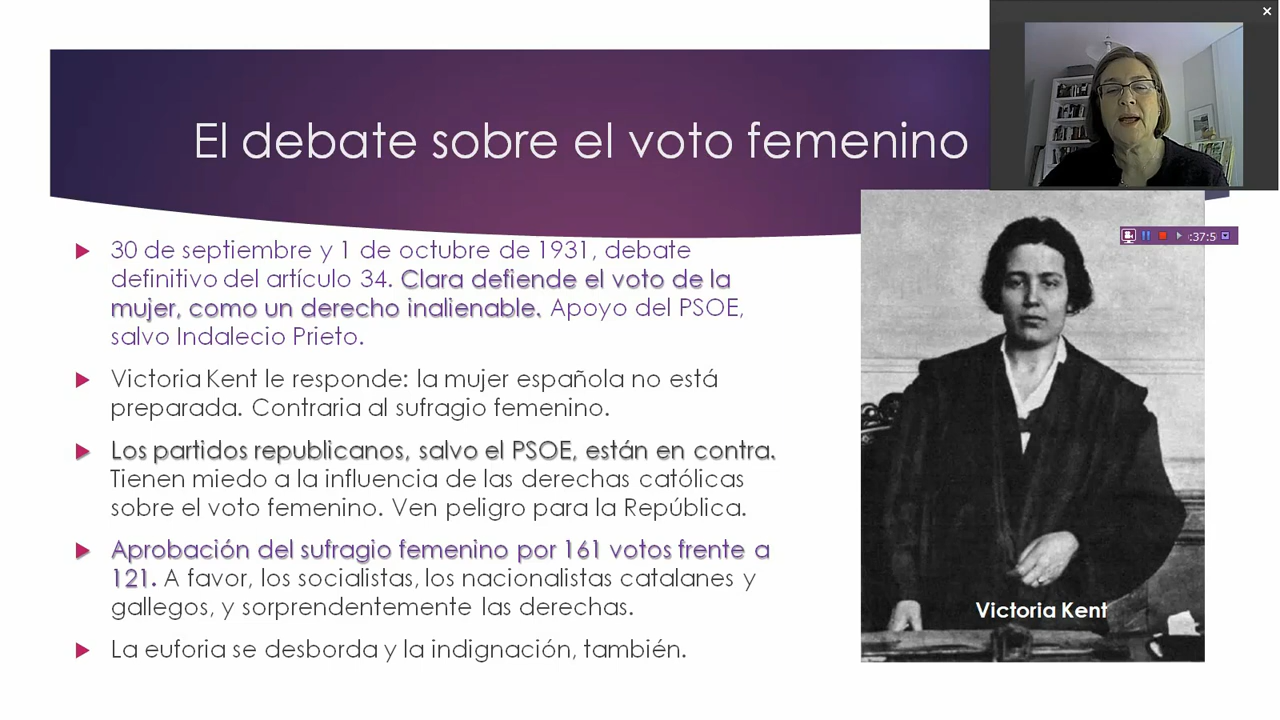 El debate sobre el voto femenino
30 de septiembre y 1 de octubre de 1931, debate
definitivo del artículo 34. Clara defiende el voto de la
mujer, como un derecho inalienable. Apoyo del PSOE,
salvo Indalecio Prieto.
Victoria Kent le responde: la mujer española no está
preparada. Contraria al sufragio femenino.
Los partidos republicanos, salvo el PSOE, están en contra.
Tienen miedo a la influencia de las derechas católicas
sobre el voto femenino. Ven peligro para la República.
Aprobación del sufragio femenino por 161 votos frente a
121. A favor, los socialistas, los nacionalistas catalanes y
gallegos, y sorprendentemente las derechas.
La euforia se desborda y la indignación, también.
Victoria Kent